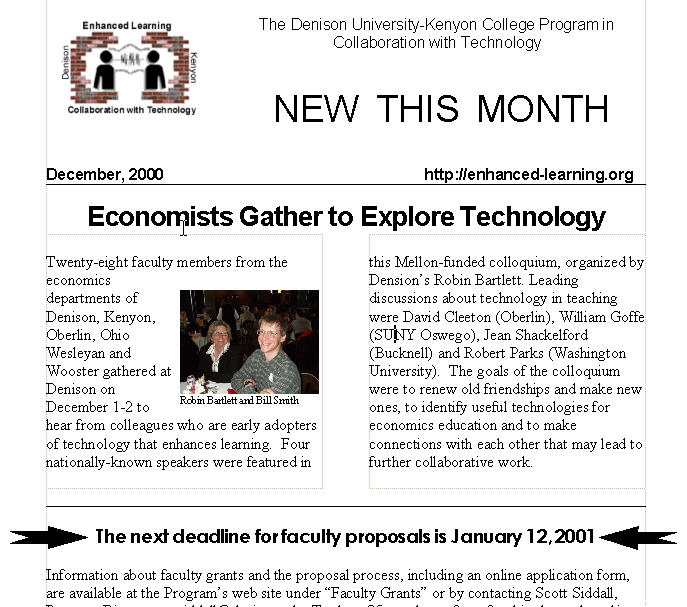 Enhanced Learning
Denison
Kenyon
Collaboration with Technology
The Denison University-Kenyon College Program in
Collaboration with Technology
NEW THIS MONTH
December, 2000
http://enhanced-learning.org
Economists Gather to Explore Technology
Twenty-eight faculty members from the
economics
departments of
Denison, Kenyon,
Oberlin, Ohio
Wesleyan and
Wooster gathered at
Denison on
December 1-2 to
hear from colleagues who are early adopters
of technology that enhances learning.  Four
nationally-known speakers were featured in
Robin Bartlett and Bill Smith
this Mellon-funded colloquium, organized by
Dension's Robin Bartlett. Leading
discussions about technology in teaching
were David Cleeton (Oberlin), William Goffe
(SUNY Oswego), Jean Shackelford
(Bucknell) and Robert Parks (Washington
University).  The goals of the colloquium
were to renew old friendships and make new
ones, to identify useful technologies for
economics education and to make
connections with each other that may lead to
further collaborative work.
The next deadline for faculty proposals is January 12, 2001
Information about faculty grants and the proposal process, including an online application form,
are available at the Program's web site under “Faculty Grants” or by contacting Scott Siddall,